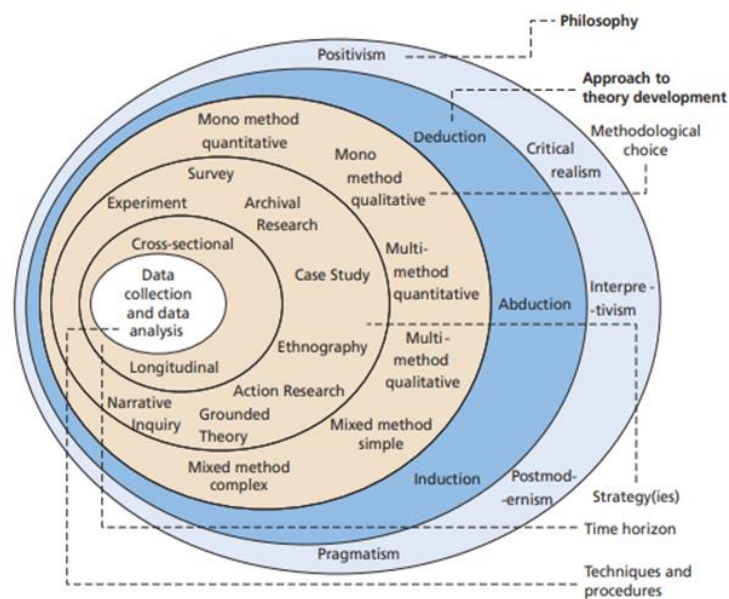 Philosophy
Positivism
Approach to
theory development
Mono method
quantitative
Deduction
Methodological
choice
Critical
realism
Mono
method
qualitative
Survey
Experiment
Archival
Research
Cross-sectional
Multi-
method
quantitative
Data
collection
and data
analysis
Case Study
Abduction
Interpre -
-tivism
Ethnography
Multi-
method
qualitative
Longitudinal
Action Research
Narrative
Inquiry
Grounded
Theory
Mixed method
simple
Mixed method
complex
Induction
Postmod-
-ernism
Strategy(ies)
Time horizon
Pragmatism
Techniques and
procedures